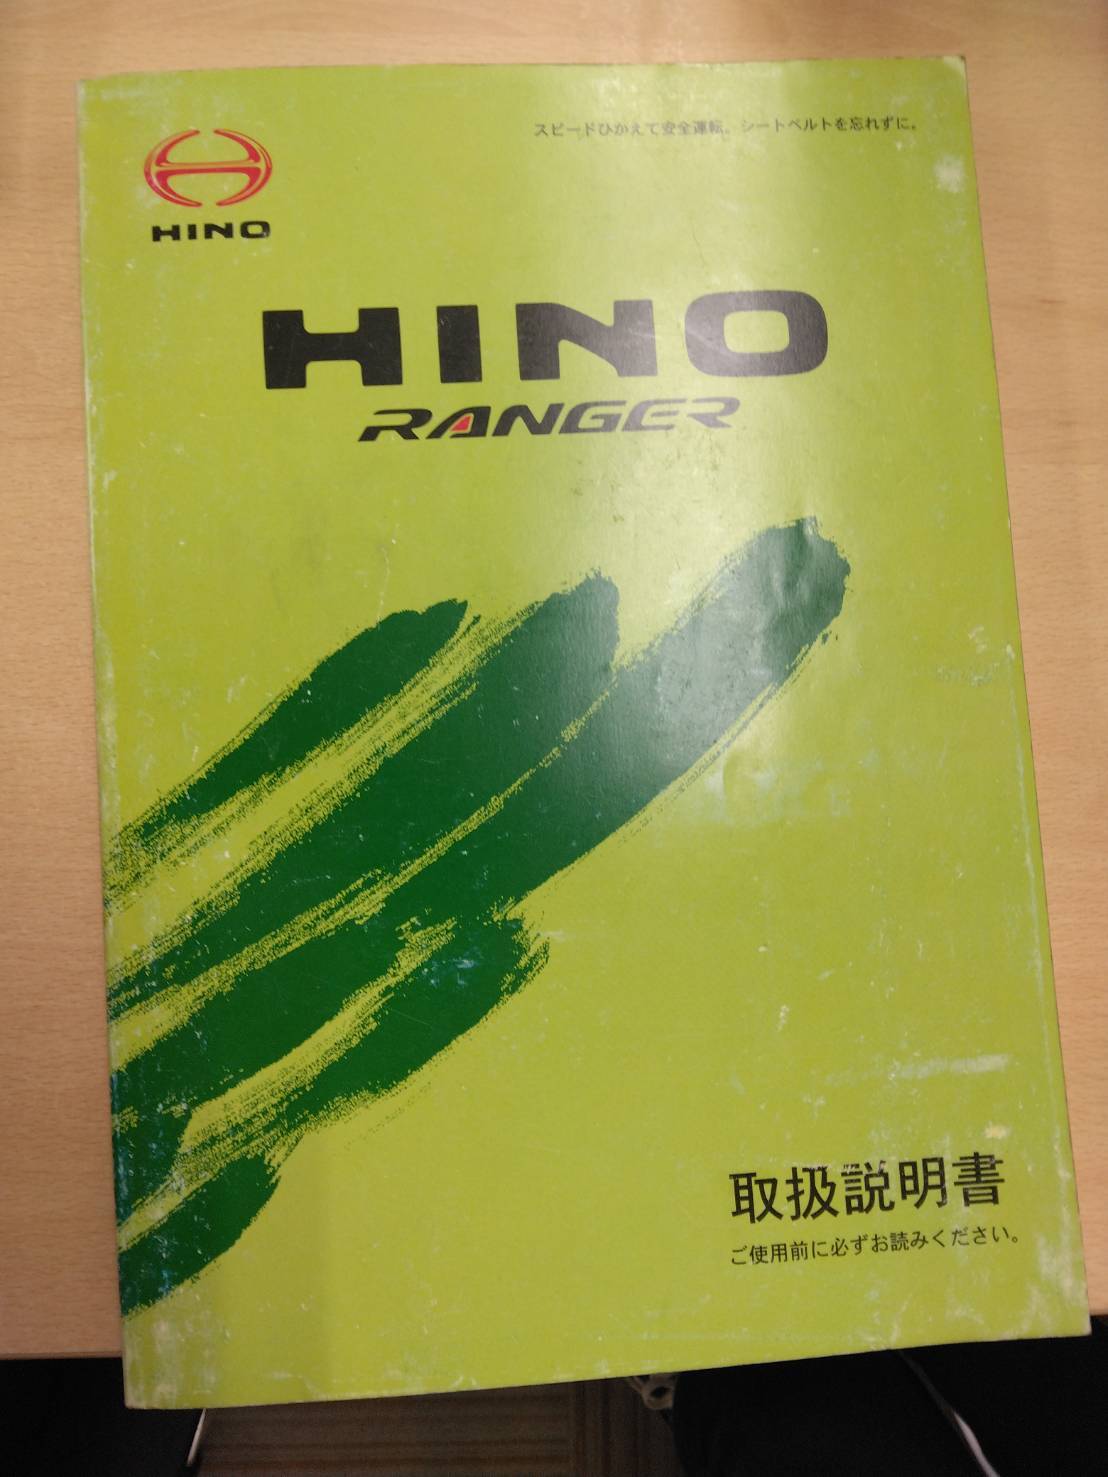 スピードひかえて安全運転。シートベルトを忘れずに。
HINO
HINO
RANGER
取扱説明書
ご使用前に必ずお読みください。